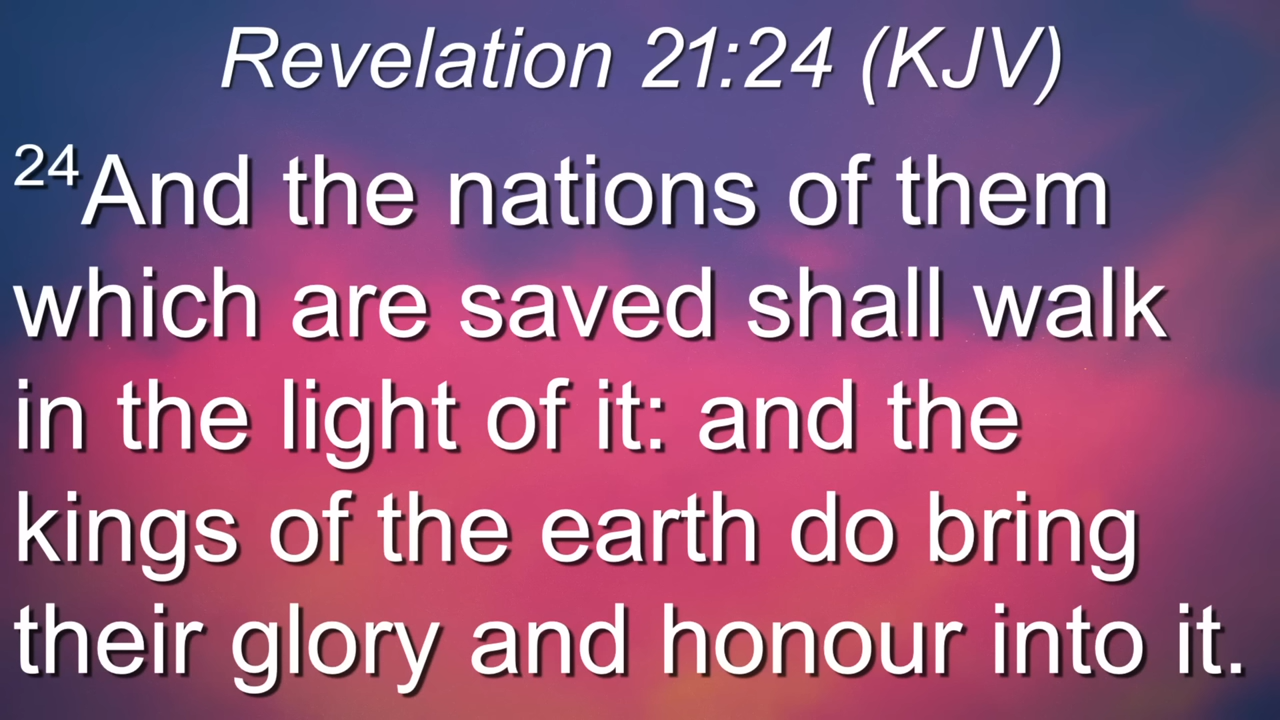 Revelation 21:24 (KJV)
24And the nations of them
which are saved shall walk
in the light of it: and the
kings of the earth do bring
their glory and honour into it.